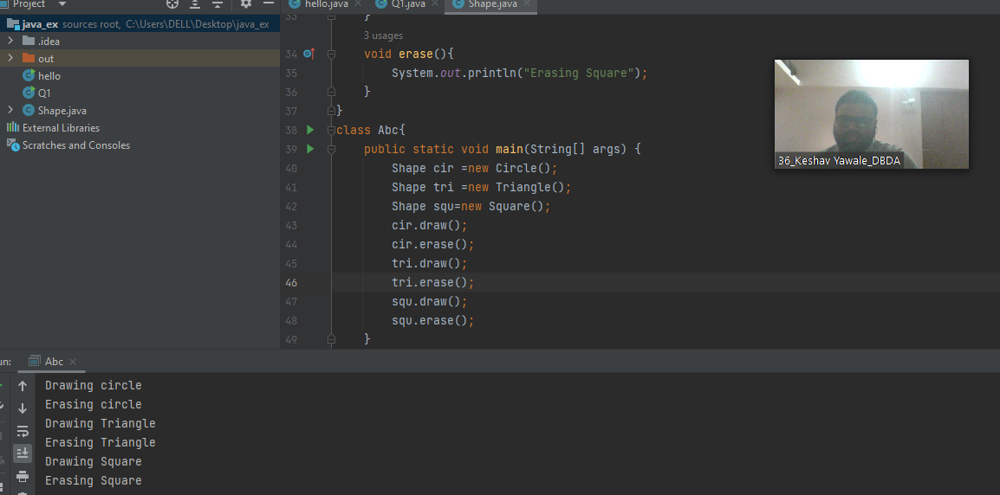 Project
hello.java
Q1.java
Shape.java
java_ex sources root, C:\Users\DELL\Desktop\java_ex
.idea
out
hello
Q1
Shape.java
External Libraries
Scratches and Consoles
33 }
3 usages
34 void erase(){
35 System.out.println("Erasing Square");
36 }
37 }
38 class Abc{
39 public static void main(String[] args) {
40 Shape cir =new Circle();
41 Shape tri =new Triangle();
42 Shape squ=new Square();
43 cir.draw();
44 cir.erase();
45 tri.draw();
46 tri.erase();
47 squ.draw();
48 squ.erase();
49 }
36_Keshav Yawale_DBDA
un:
Abc
Drawing circle
Erasing circle
Drawing Triangle
Erasing Triangle
Drawing Square
Erasing Square